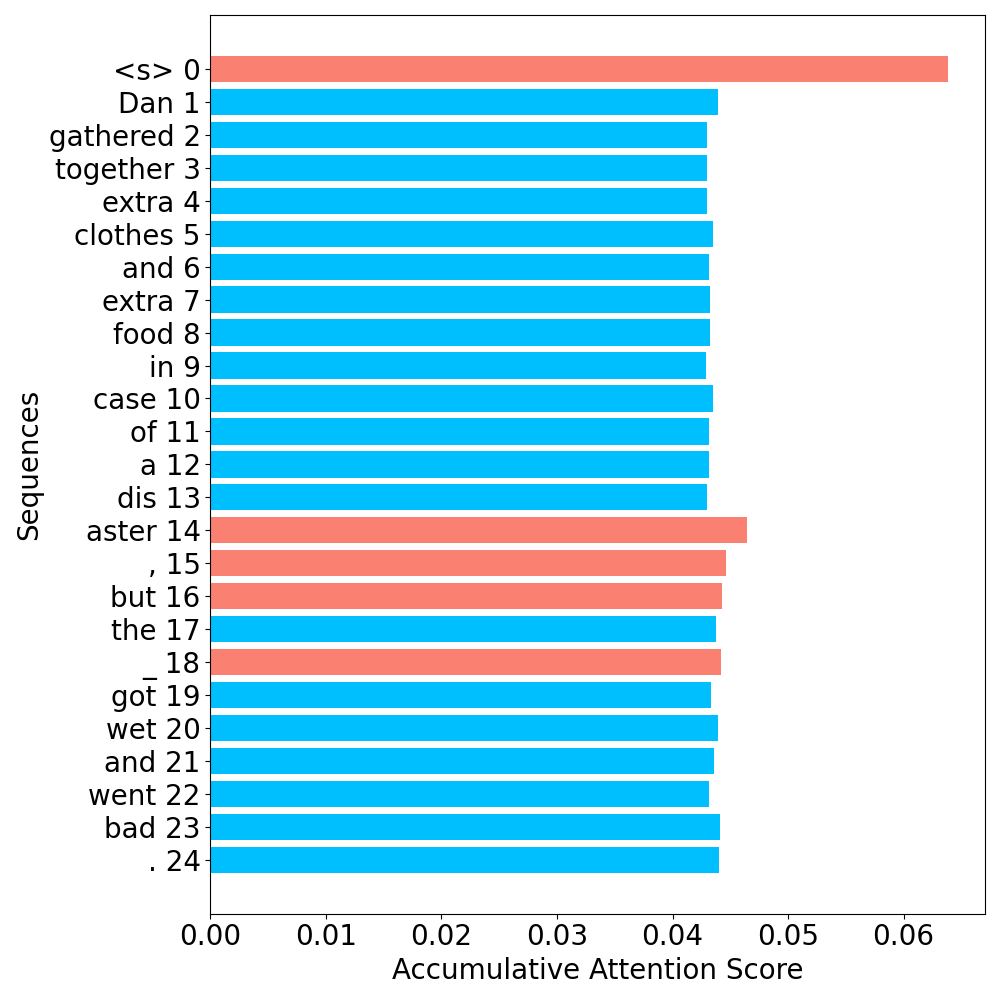 <s> 0
Dan 1
gathered 2
together 3
extra 4
clothes 5
and 6
extra 7
food 8
in 9
case 10
of 11
a 12
dis 13
aster 14
, 15
but 16
the 17
_ 18
got 19
wet 20
and 21
went 22
bad 23
. 24
Sequences
0.00 0.01 0.02 0.03 0.04 0.05 0.06
Accumulative Attention Score